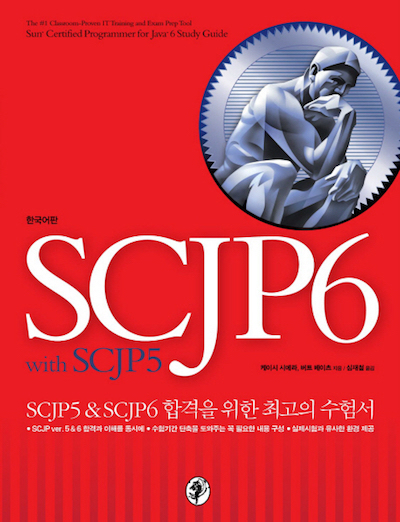 The #1 Classroom-Proven IT Training and Exam Prep Tool
Sun® Certified Programmer for Java™ 6 Study Guide
한국어판
SCJP6
with SCJP5
케이시 시에라, 버트 베이츠 지음 / 심재철 옮김
SCJP5 & SCJP6 합격을 위한 최고의 수험서
• SCJP ver. 5 & 6 합격과 이해를 동시에 • 수험기간 단축을 도와주는 꼭 필요한 내용 구성 • 실제시험과 유사한 환경 제공